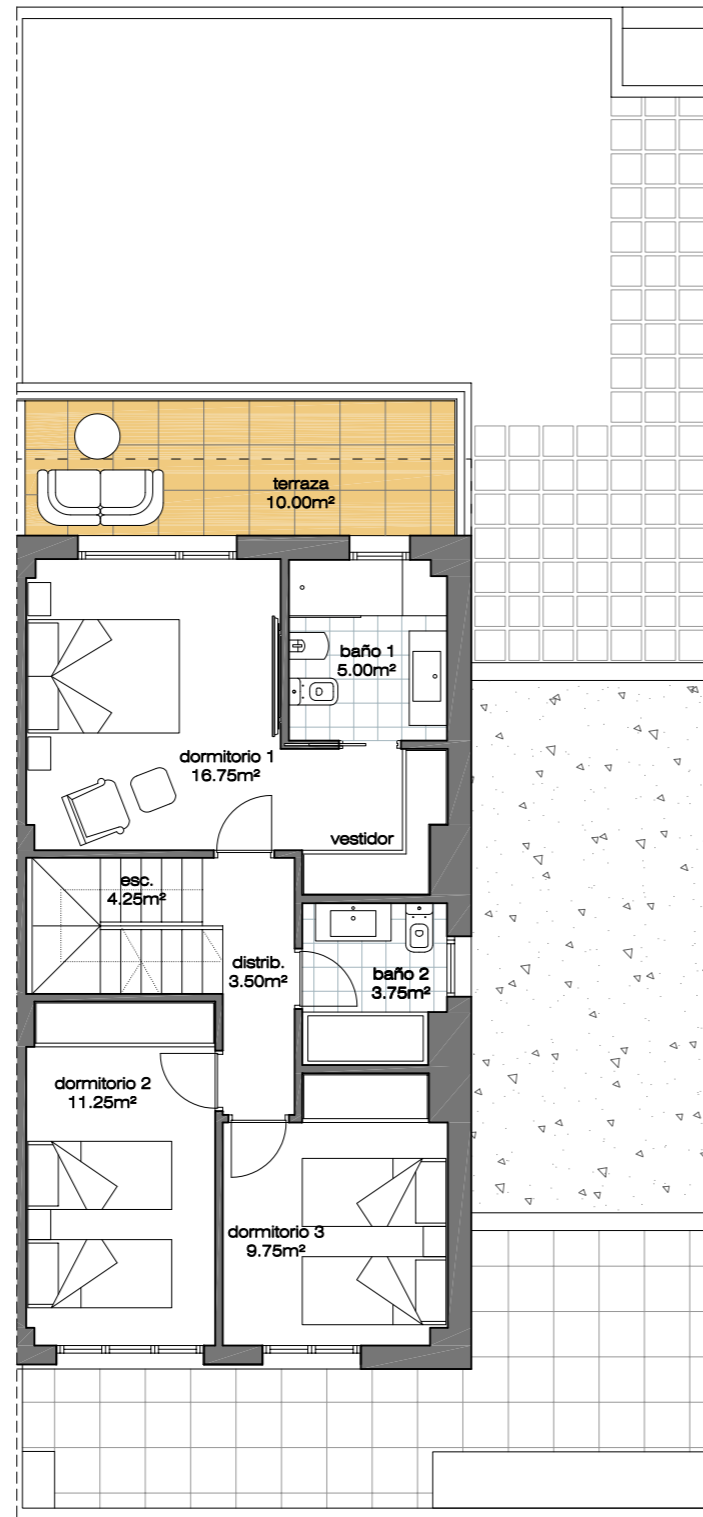 terraza
10.00m²
baño 1
5.00m²
dormitorio 1
16.75m²
vestidor
esc.
4.25m²
distrib.
3.50m²
baño 2
3.75m²
dormitorio 2
11.25m²
dormitorio 3
9.75m²